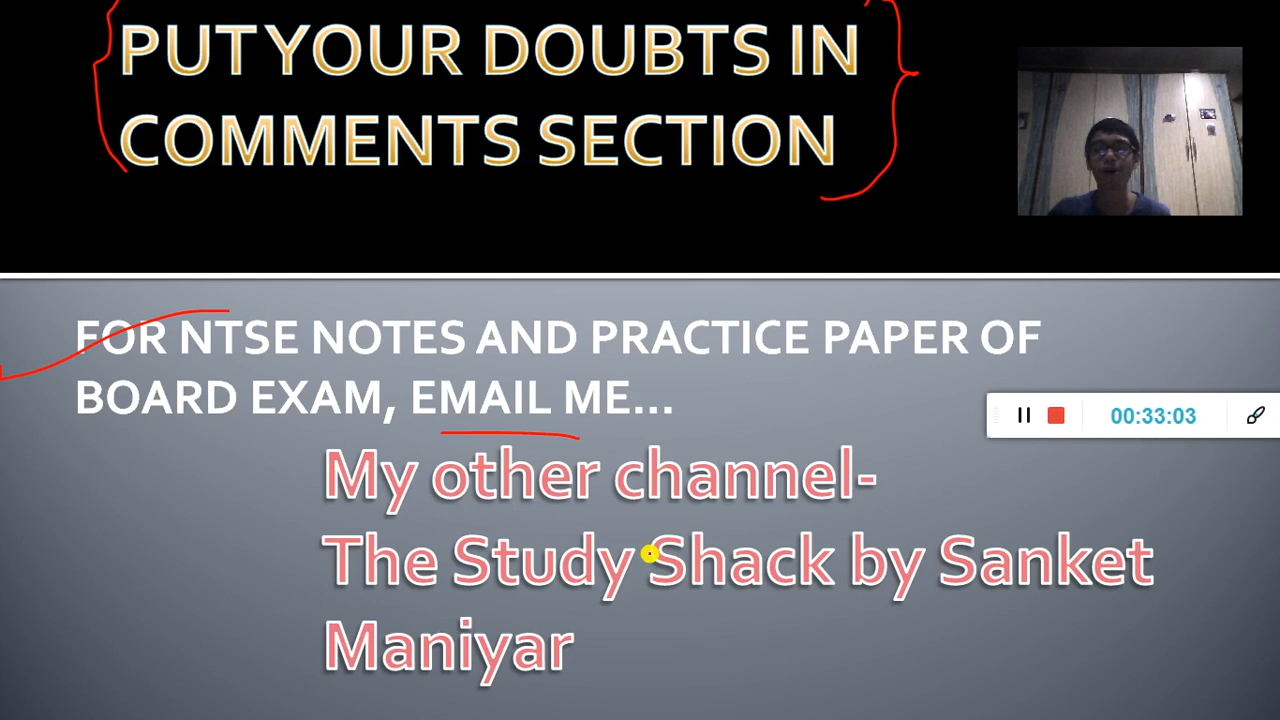 PUT YOUR DOUBTS IN
COMMENTS SECTION
FOR NTSE NOTES AND PRACTICE PAPER OF
BOARD EXAM, EMAIL ME...
00:33:03
My other channel-
The Study Shack by Sanket
Maniyar